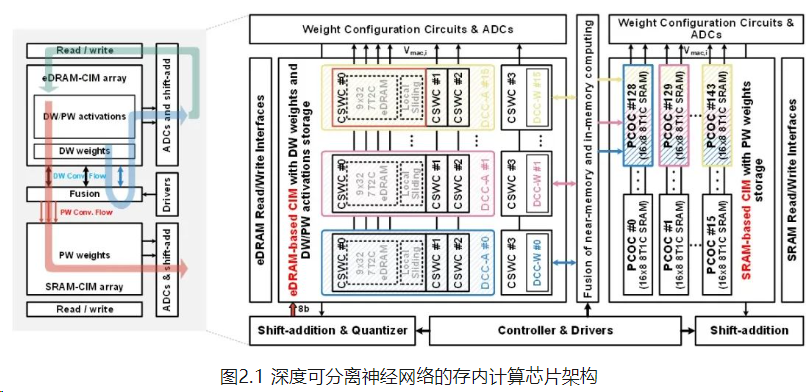 Read / write
eDRAM-CIM array
DW/PW activations
DW weights
DW Conv. Flow
Fusion
PW Conv. Flow
PW weights
SRAM-CIM array
Read / write
ADCs and shift-add
Drivers
ADCs & shift-add
eDRAM Read/Write Interfaces
Weight Configuration Circuits & ADCs
Vmac,i
eDRAM-based CIM with DW weights and
DW/PW activations storage
CSWC #0
9x32
7T2C
eDRAM
Local
Sliding
CSWC #1
CSWC #2
DCC-A #15
CSWC #3
DCC-W #15
CSWC #0
9x32
7T2C
eDRAM
Local
Sliding
CSWC #1
CSWC #2
DCC-A #1
CSWC #3
DCC-W #1
CSWC #0
9x32
7T2C
eDRAM
Local
Sliding
CSWC #1
CSWC #2
DCC-A #0
CSWC #3
DCC-W #0
8b
Shift-addition & Quantizer
Fusion of near-memory and in-memory computing
Controller & Drivers
Weight Configuration Circuits &
ADCs
Vmac,i
PCOC #128
(16x8 8T1C SRAM)
PCOC #129
(16x8 8T1C SRAM)
PCOC #143
(16x8 8T1C SRAM)
PCOC #0
(16x8 8T1C SRAM)
PCOC #1
(16x8 8T1C SRAM)
PCOC #15
(16x8 8T1C SRAM)
SRAM-based CIM with PW weights
storage
SRAM Read/Write Interfaces
Shift-addition
图2.1 深度可分离神经网络的存内计算芯片架构